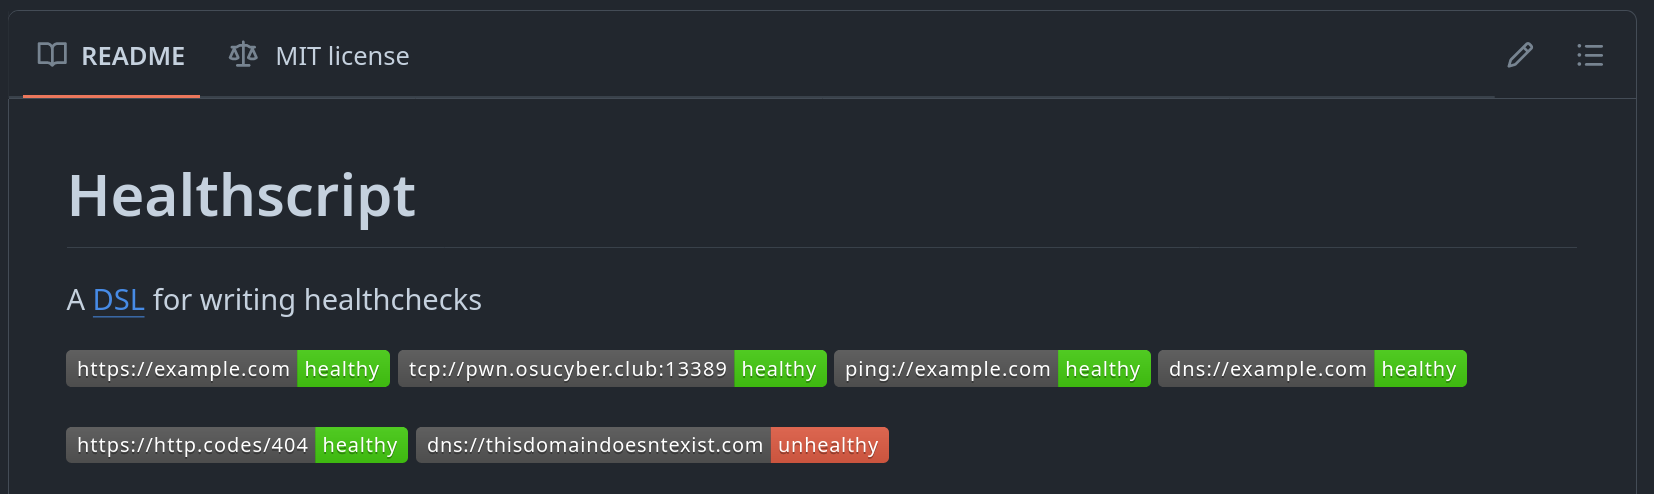 README MIT license
Healthscript
A DSL for writing healthchecks
https://example.com healthy tcp://pwn.osucyber.club:13389 healthy ping://example.com healthy dns://example.com healthy
https://http.codes/404 healthy dns://thisdomaindoesntexist.com unhealthy